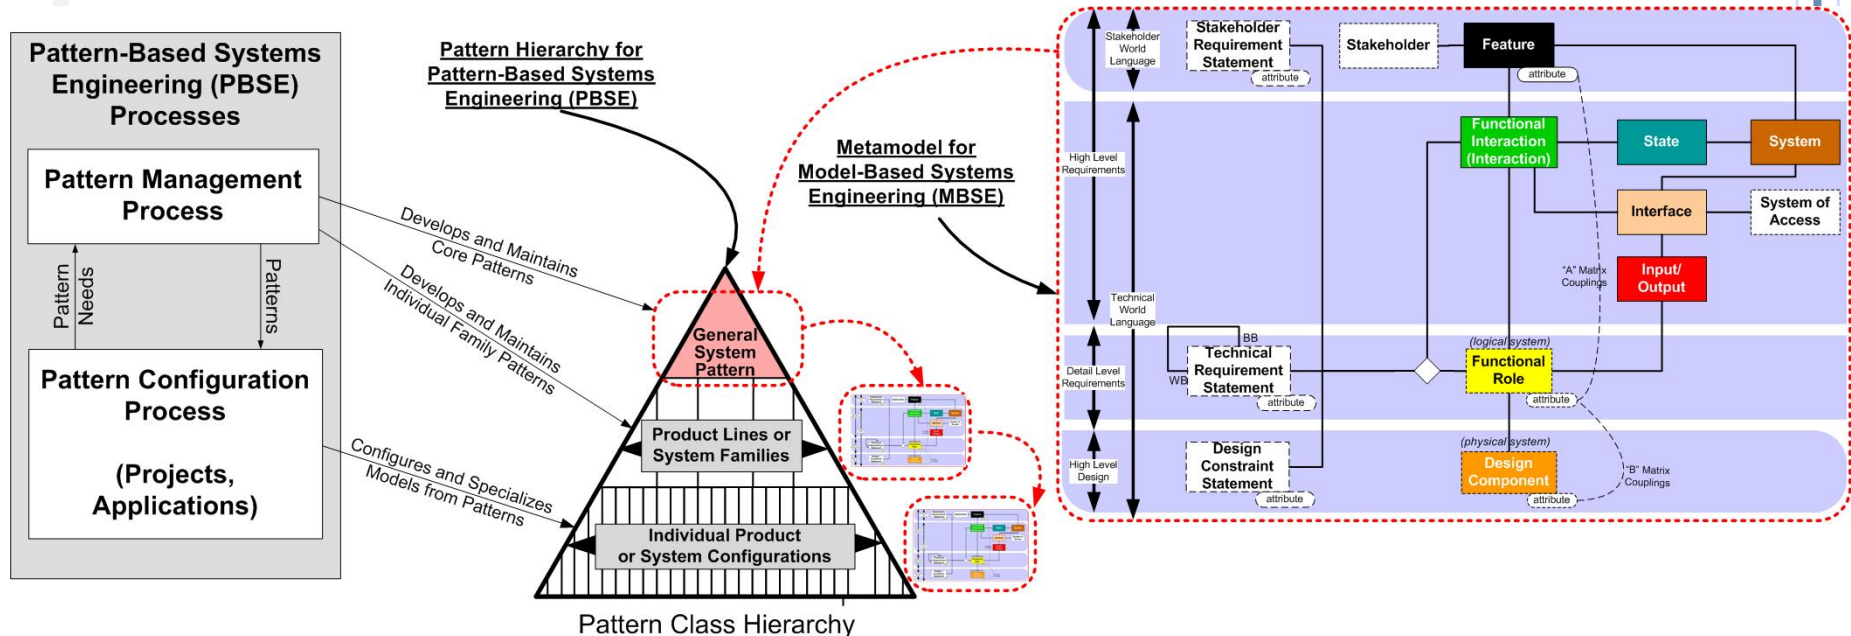 Pattern-Based Systems
Engineering (PBSE)
Processes
Pattern Management
Process
Pattern
Needs
Patterns
Pattern Configuration
Process
(Projects,
Applications)
Pattern Hierarchy for
Pattern-Based Systems
Engineering (PBSE)
Develops and Maintains
Core Patterns
Develops and Maintains
Individual Family Patterns
Configures and Specializes
Models from Patterns
General
System
Pattern
Product Lines or
System Families
Individual Product
or System Configurations
Pattern Class Hierarchy
Metamodel for
Model-Based Systems
Engineering (MBSE)
Stakeholder
World
Language
High Level
Requirements
Technical
World
Language
Detail Level
Requirements
High Level
Design
Stakeholder
Requirement
Statement
attribute
Stakeholder
Feature
attribute
Functional
Interaction
(Interaction)
State
System
Interface
System of
Access
"A" Matrix
Couplings
Input/
Output
BB
WB
Technical
Requirement
Statement
attribute
(logical system)
Functional
Role
attribute
Design
Constraint
Statement
attribute
(physical system)
Design
Component
attribute
"B" Matrix
Couplings